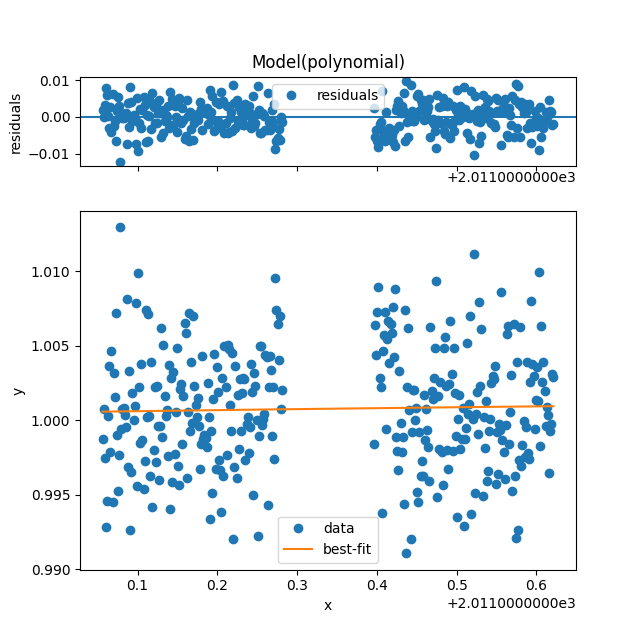 Model(polynomial)
0.01
0.00
−0.01
residuals
residuals
+2.0110000000e3
1.010
1.005
1.000
0.995
0.990
y
data
best-fit
0.1 0.2 0.3 0.4 0.5 0.6
x
+2.0110000000e3